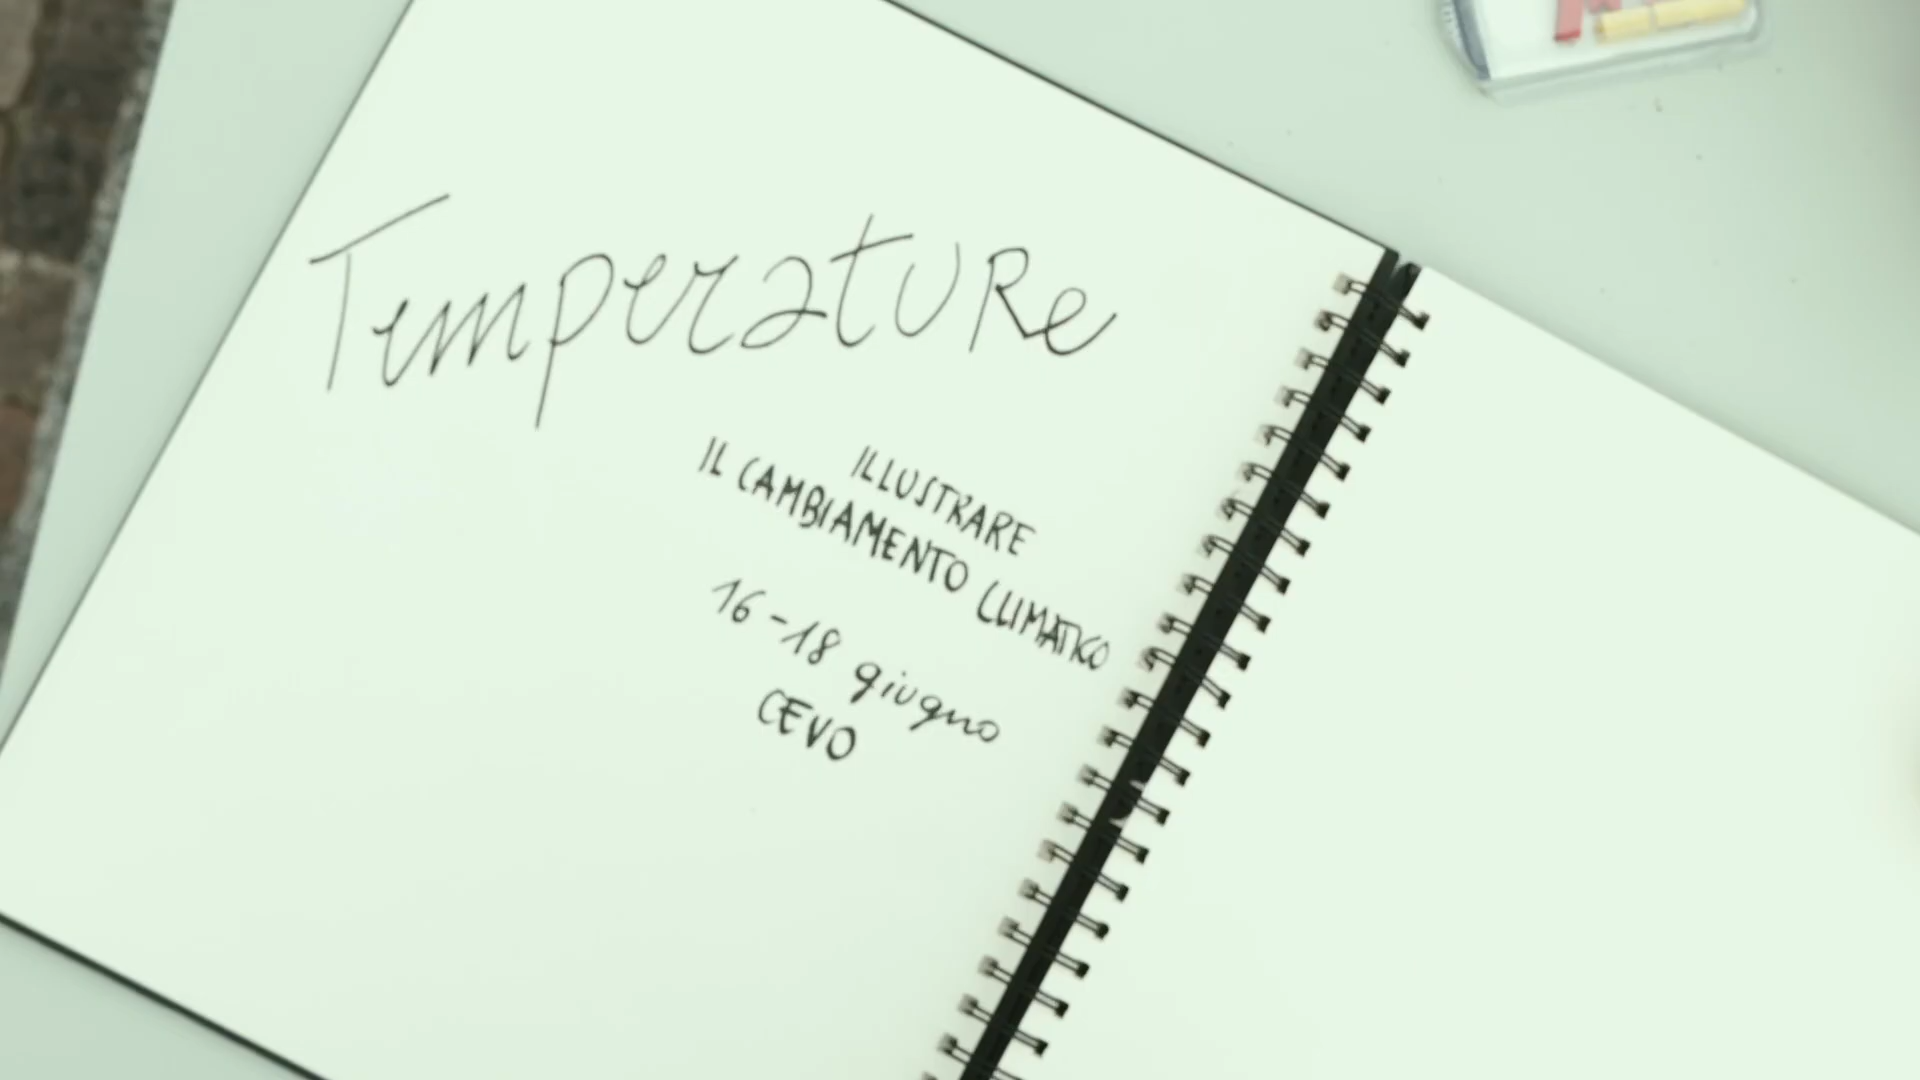 Temperature
ILLUSTRARE
IL CAMBIAMENTO CLIMATICO
16-18 giugno
CEVO